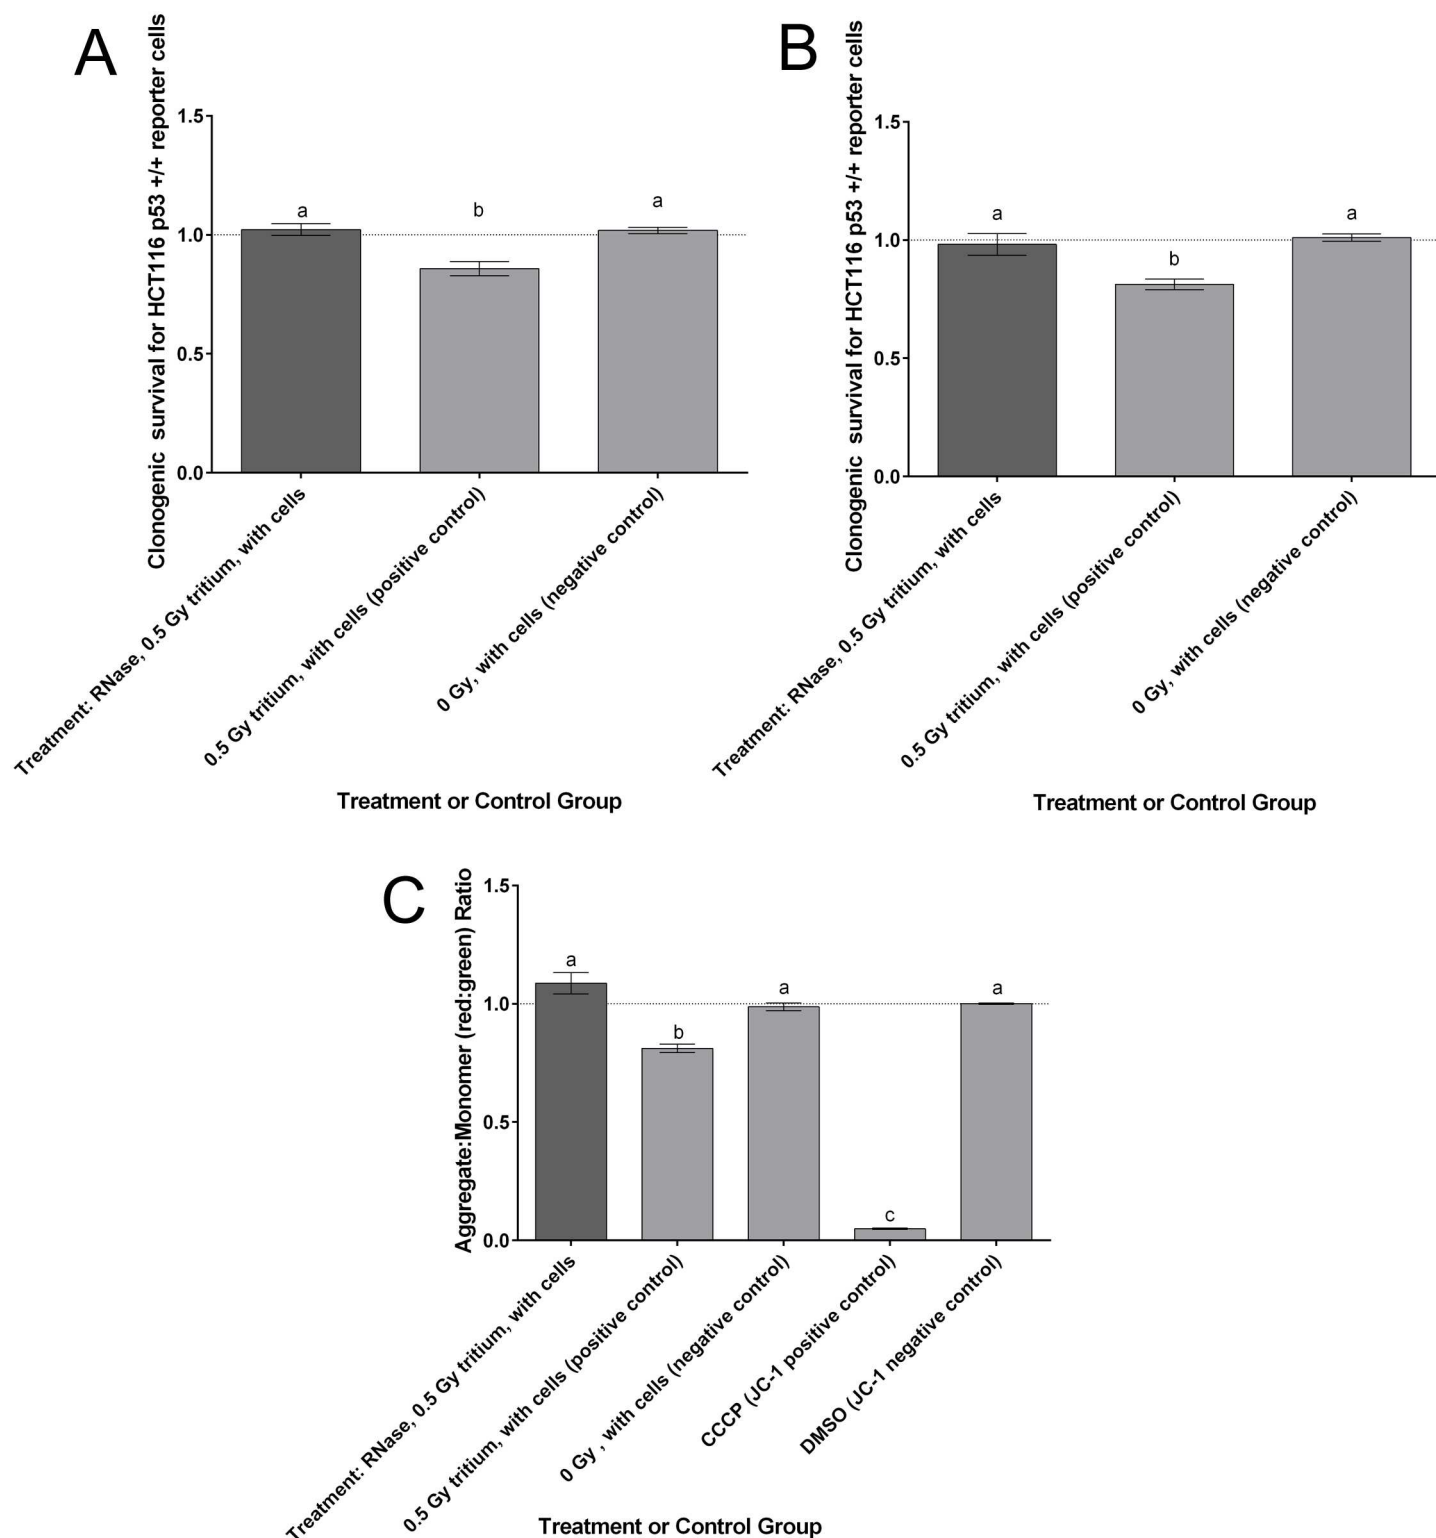 A
Clonogenic survival for HCT116 p53 +/+ reporter cells
1.5
1.0
0.5
0.0
a
b
a
Treatment: RNase, 0.5 Gy tritium, with cells
0.5 Gy tritium, with cells (positive control)
0 Gy, with cells (negative control)
Treatment or Control Group
B
Clonogenic survival for HCT116 p53 +/+ reporter cells
1.5
1.0
0.5
0.0
a
b
a
Treatment: RNase, 0.5 Gy tritium, with cells
0.5 Gy tritium, with cells (positive control)
0 Gy, with cells (negative control)
Treatment or Control Group
C
Aggregate:Monomer (red:green) Ratio
1.5
1.0
0.5
0.0
a
b
a
c
a
Treatment: RNase, 0.5 Gy tritium, with cells
0.5 Gy tritium, with cells (positive control)
0 Gy , with cells (negative control)
CCCP (JC-1 positive control)
DMSO (JC-1 negative control)
Treatment or Control Group